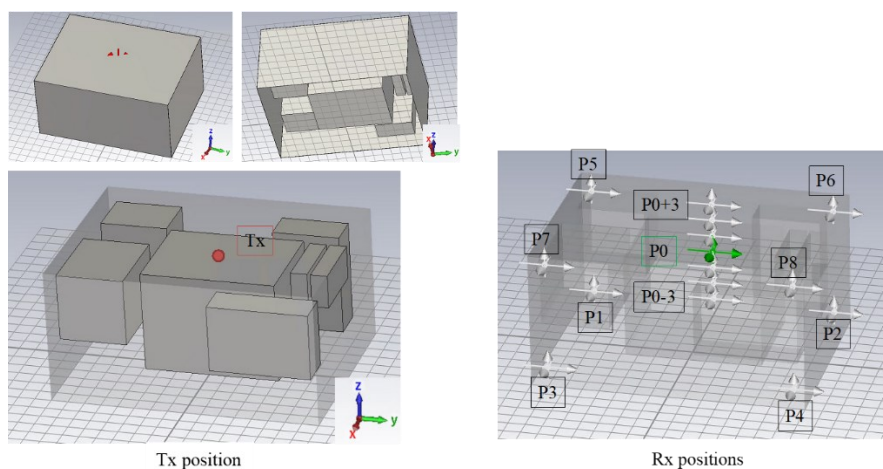 z
x
y
z
x
y
Tx
z
y
x
Tx position
P5
P6
P0+3
P7
P0
P8
P0-3
P1
P2
P3
P4
Rx positions